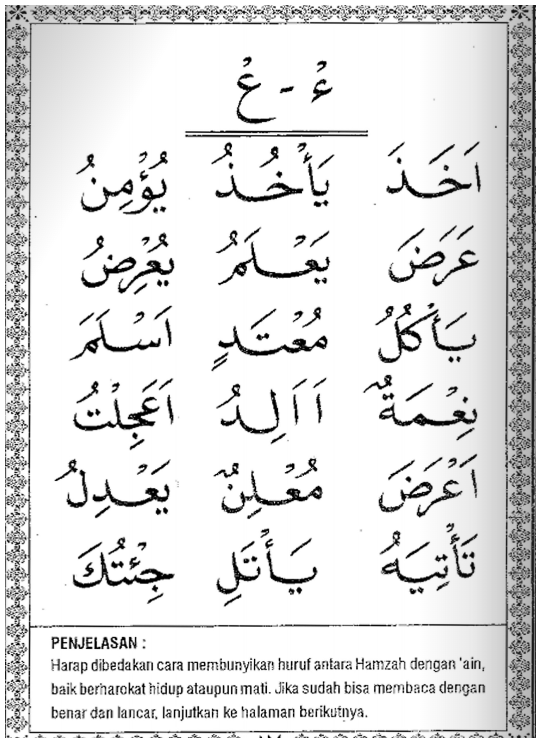 ءْ - عْ
اَخَذَ يَأْخُذُ يُؤْمِنُ
عَرَضَ يَعْلَمُ يُعْرِضُ
يَأْكُلُ مُعْتَدٍ اَسْلَمَ
نِعْمَةٌ ااَلِدُ اَعَجِلْتُ
اَعْرَضَ مُعْلِنٌ يَعْدِلُ
تَأْتِيَهُ يَأْتَلِ جِئْتُكَ
PENJELASAN :
Harap dibedakan cara membunyikan huruf antara Hamzah dengan 'ain,
baik berharokat hidup ataupun mati. Jika sudah bisa membaca dengan
benar dan lancar, lanjutkan ke halaman berikutnya.